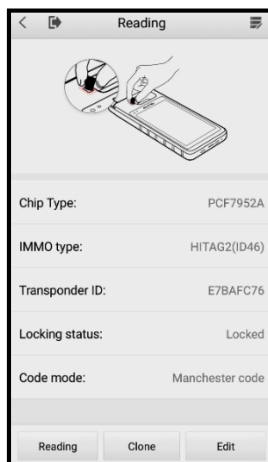 Reading
Chip Type: PCF7952A
IMMO type: HITAG2(ID46)
Transponder ID: E7BAFC76
Locking status: Locked
Code mode: Manchester code
Reading Clone Edit